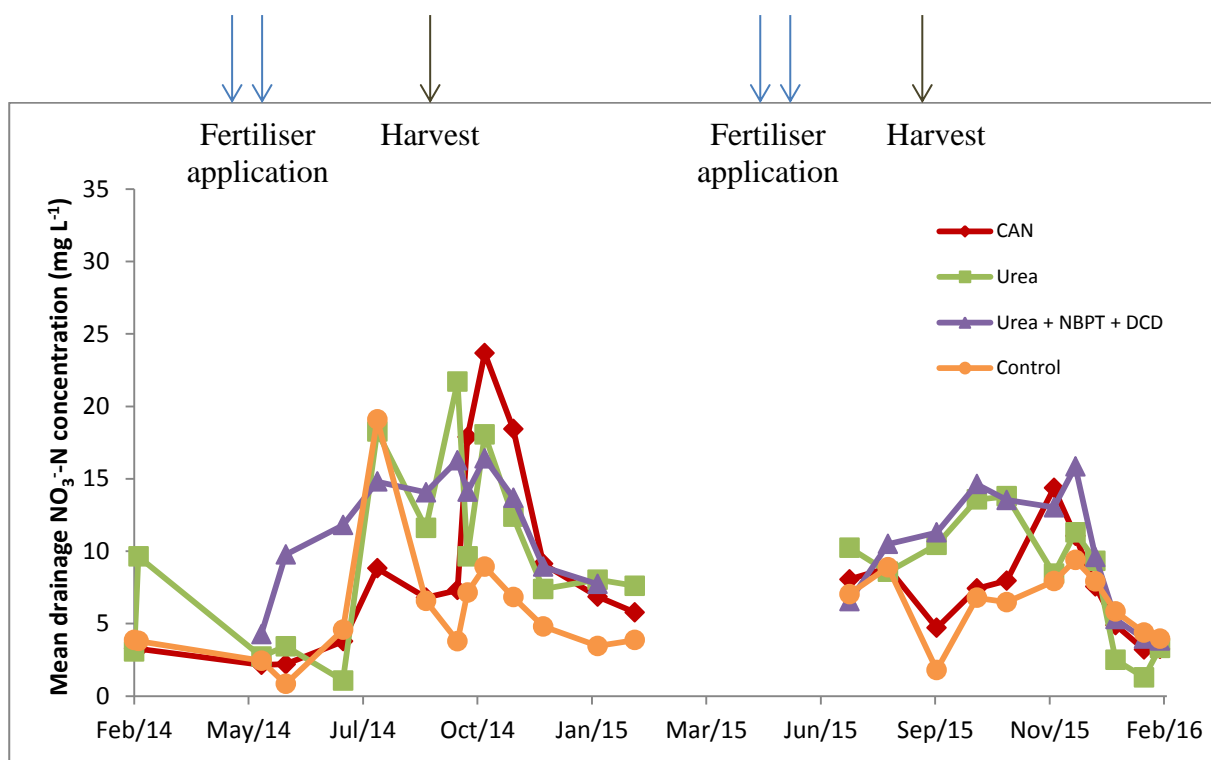 Fertiliser
application
Harvest
Fertiliser
application
Harvest
Mean drainage NO₃⁻-N concentration (mg L⁻¹)
35
30
25
20
15
10
5
0
Feb/14 May/14 Jul/14 Oct/14 Jan/15 Mar/15 Jun/15 Sep/15 Nov/15 Feb/16
CAN
Urea
Urea + NBPT + DCD
Control